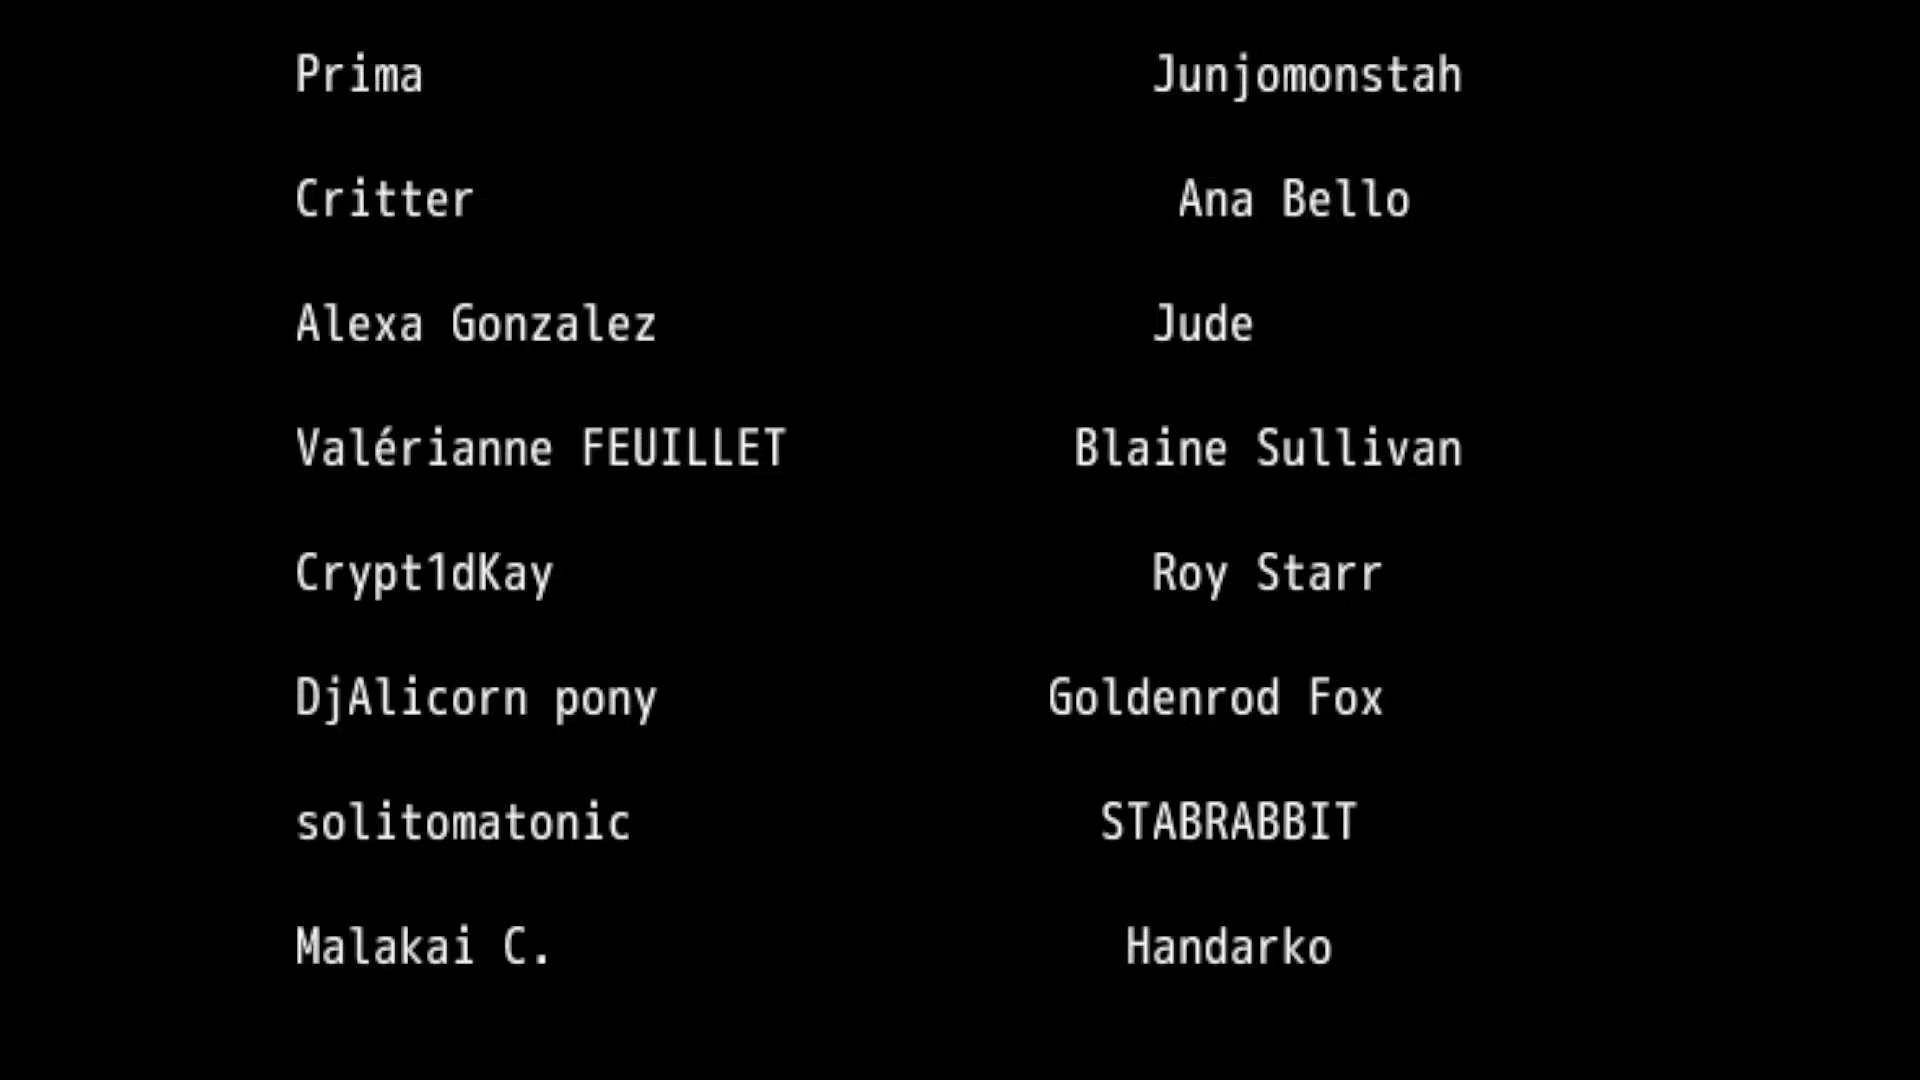 Prima Junjomonstah
Critter Ana Bello
Alexa Gonzalez Jude
Valérianne FEUILLET Blaine Sullivan
Crypt1dKay Roy Starr
DjAlicorn pony Goldenrod Fox
solitomatonic STABRABBIT
Malakai C. Handarko